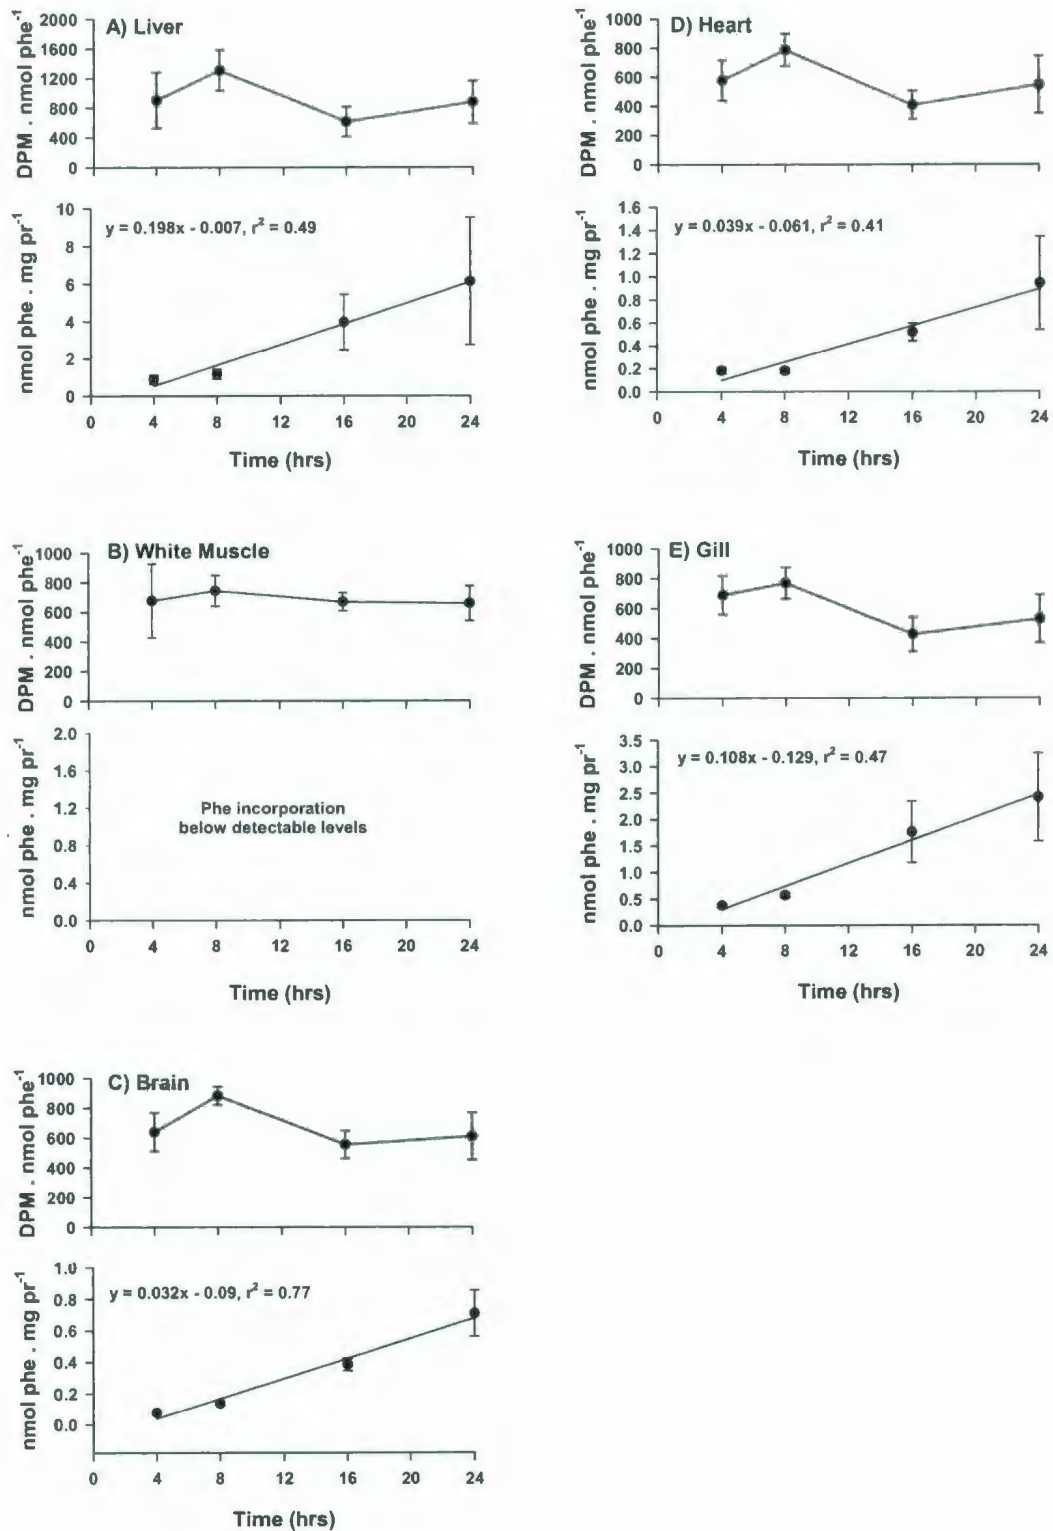 A) Liver
DPM . nmol phe⁻¹
2000
1600
1200
800
400
0
nmol phe . mg pr⁻¹
y = 0.198x - 0.007, r² = 0.49
10
8
6
4
2
0
0 4 8 12 16 20 24
Time (hrs)
D) Heart
DPM . nmol phe⁻¹
1000
800
600
400
200
0
nmol phe . mg pr⁻¹
y = 0.039x - 0.061, r² = 0.41
1.6
1.4
1.2
1.0
0.8
0.6
0.4
0.2
0.0
0 4 8 12 16 20 24
Time (hrs)
B) White Muscle
DPM . nmol phe⁻¹
1000
800
600
400
200
0
nmol phe . mg pr⁻¹
2.0
1.6
1.2
0.8
0.4
0.0
Phe incorporation
below detectable levels
0 4 8 12 16 20 24
Time (hrs)
E) Gill
DPM . nmol phe⁻¹
1000
800
600
400
200
0
nmol phe . mg pr⁻¹
y = 0.108x - 0.129, r² = 0.47
3.5
3.0
2.5
2.0
1.5
1.0
0.5
0.0
0 4 8 12 16 20 24
Time (hrs)
C) Brain
DPM . nmol phe⁻¹
1000
800
600
400
200
0
nmol phe . mg pr⁻¹
y = 0.032x - 0.09, r² = 0.77
1.0
0.8
0.6
0.4
0.2
0.0
0 4 8 12 16 20 24
Time (hrs)